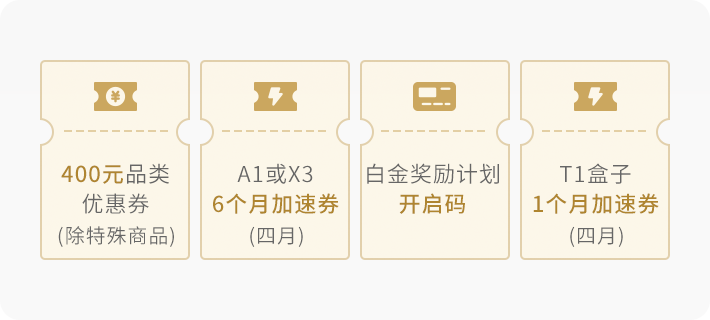 400元品类
优惠券
(除特殊商品)
A1或X3
6个月加速券
(四月)
白金奖励计划
开启码
T1盒子
1个月加速券
(四月)